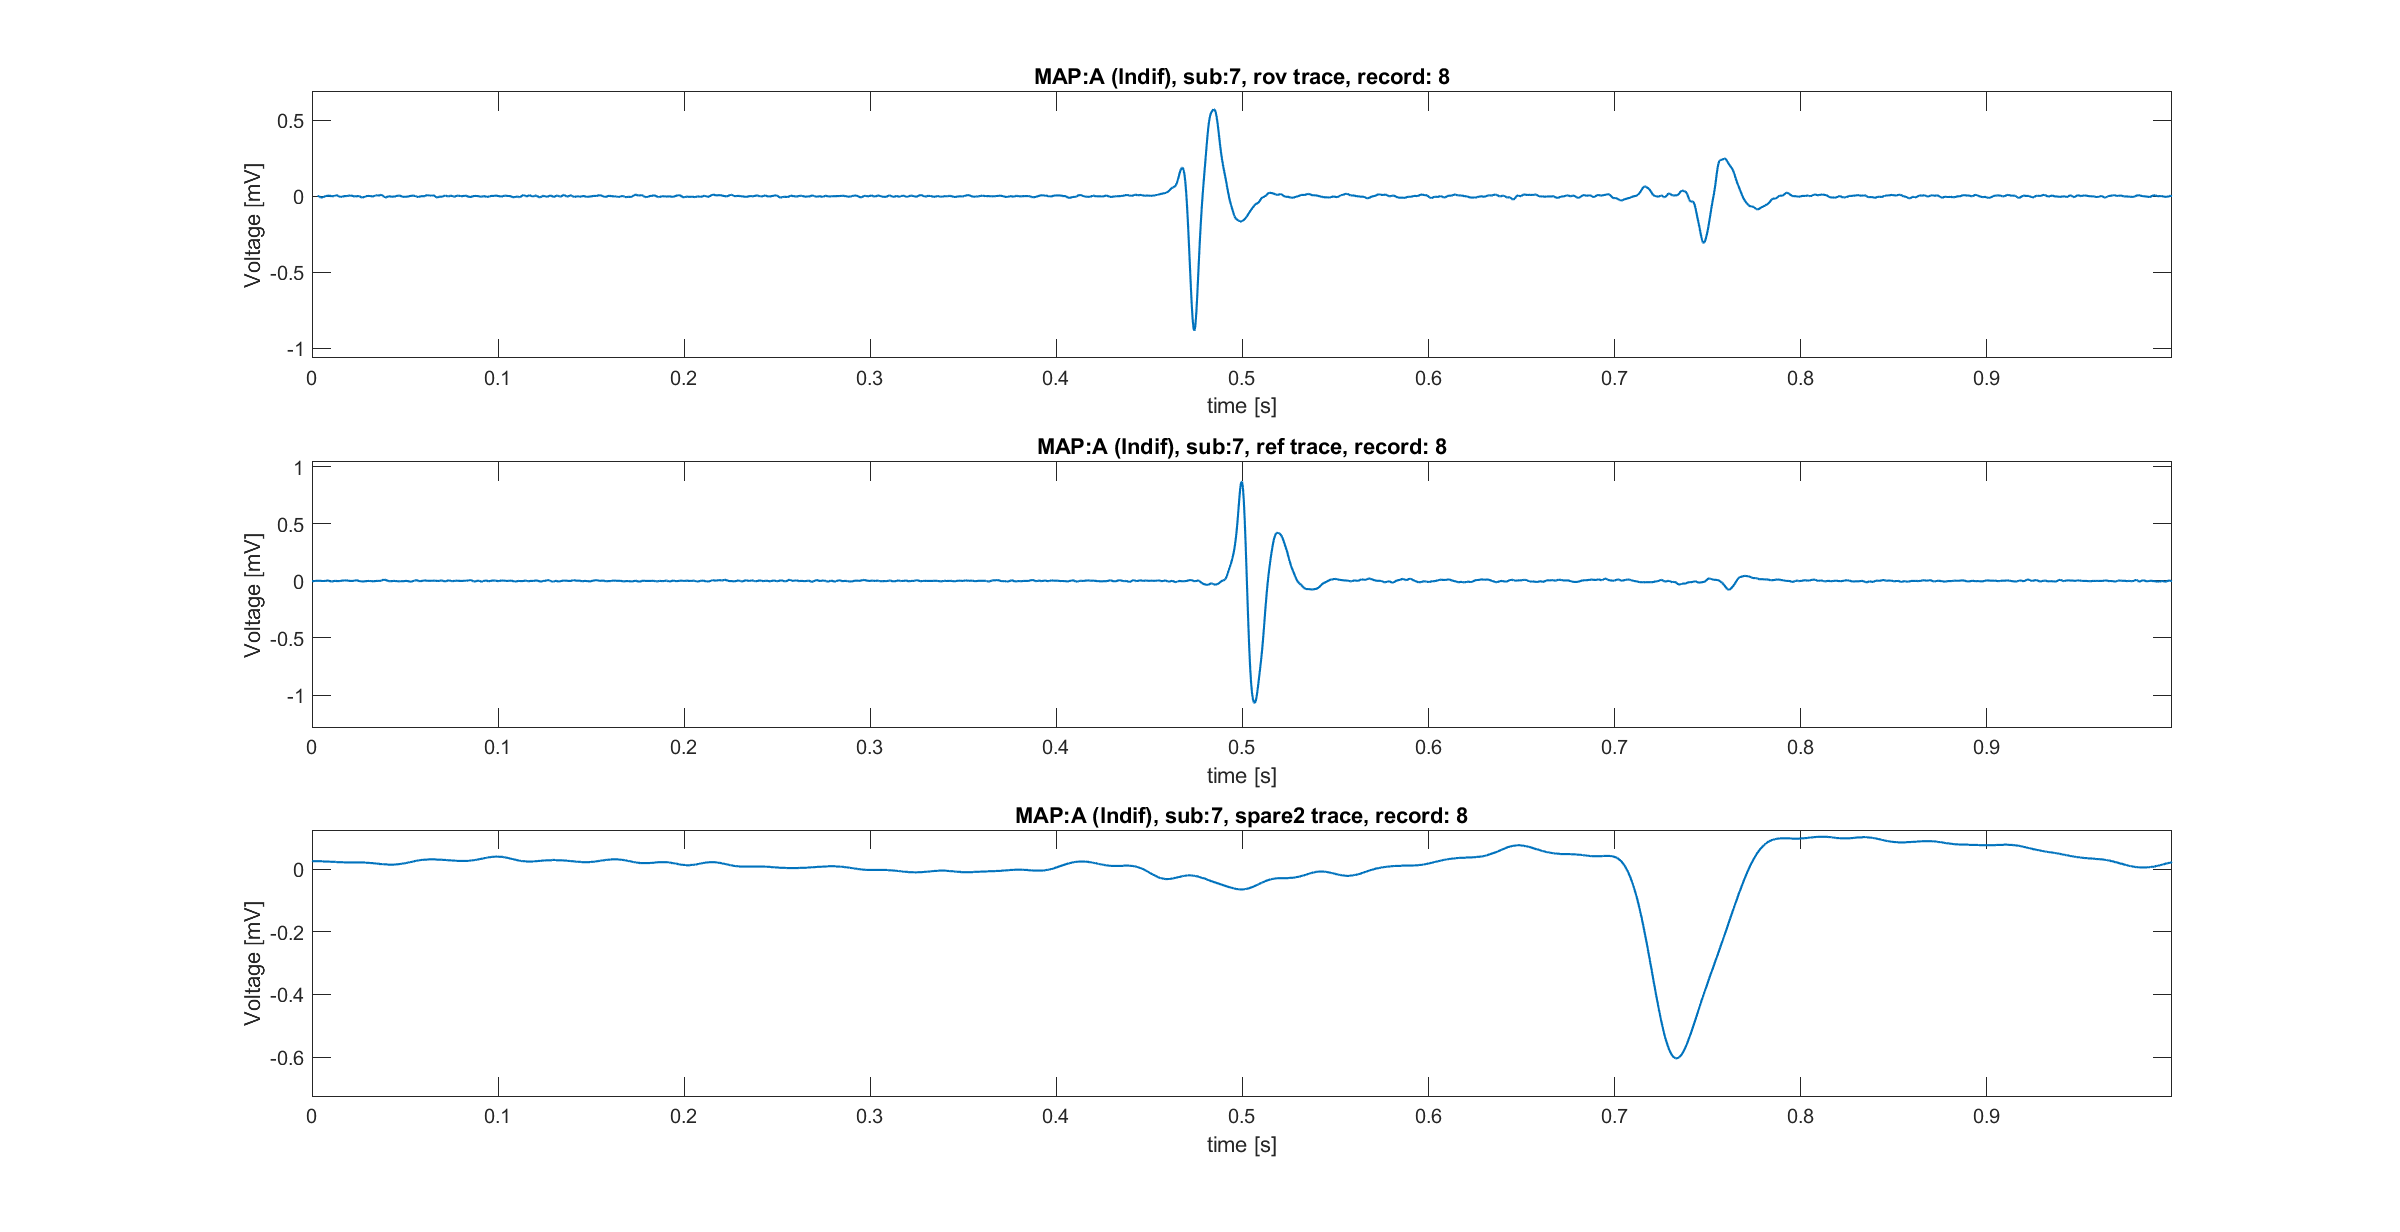 MAP:A (Indif), sub:7, rov trace, record: 8
0.5
0
-0.5
-1
Voltage [mV]
0 0.1 0.2 0.3 0.4 0.5 0.6 0.7 0.8 0.9
time [s]
MAP:A (Indif), sub:7, ref trace, record: 8
1
0.5
0
-0.5
-1
Voltage [mV]
0 0.1 0.2 0.3 0.4 0.5 0.6 0.7 0.8 0.9
time [s]
MAP:A (Indif), sub:7, spare2 trace, record: 8
0
-0.2
-0.4
-0.6
Voltage [mV]
0 0.1 0.2 0.3 0.4 0.5 0.6 0.7 0.8 0.9
time [s]